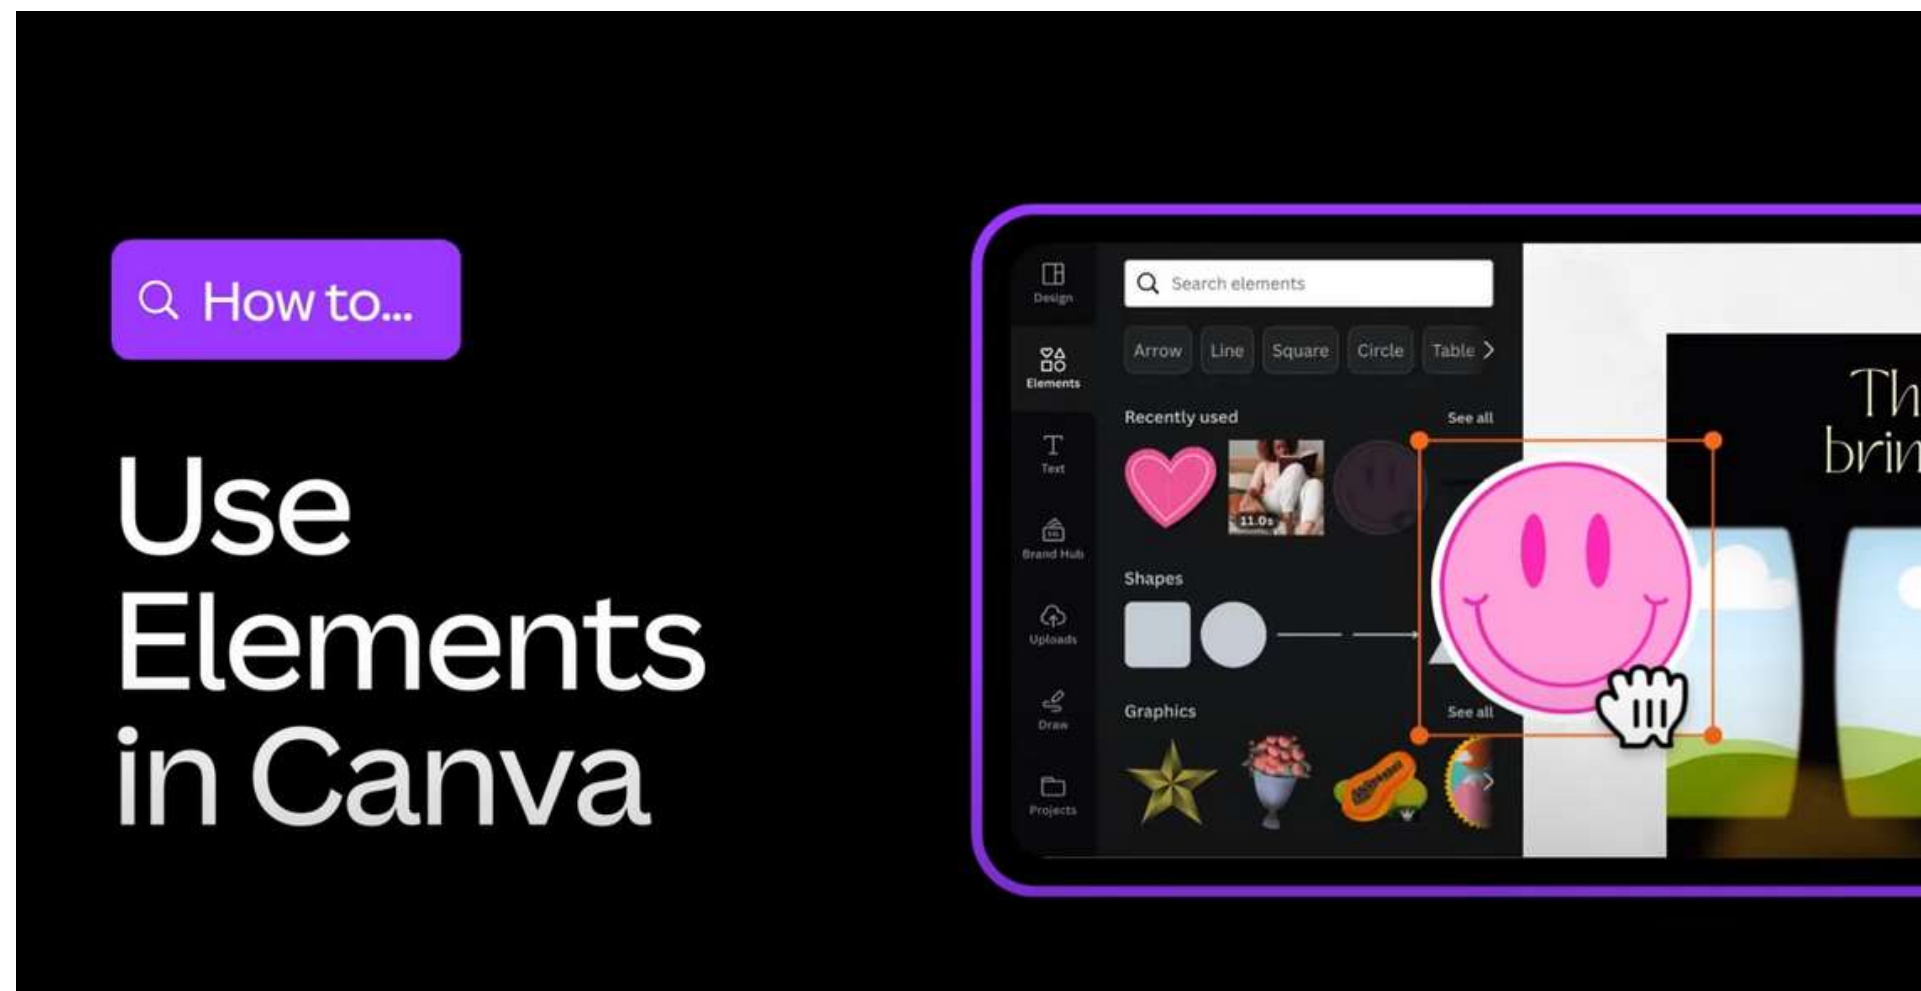 How to...
Use
Elements
in Canva
Design
Elements
Text
Brand Hub
Uploads
Draw
Projects
Search elements
Arrow Line Square Circle Table
Recently used See all
11.0s
Shapes
Graphics See all
Th
brin